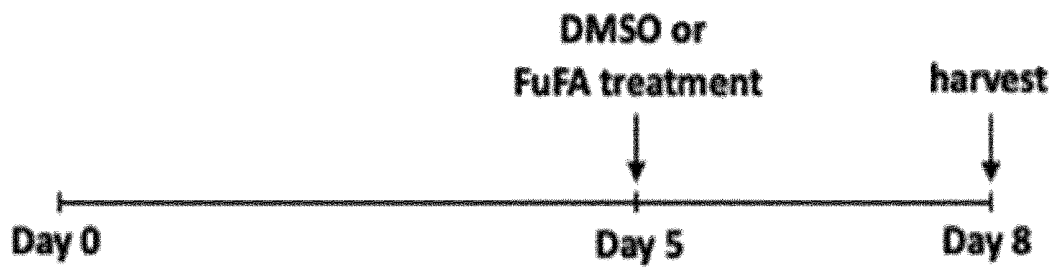 DMSO or
FuFA treatment
harvest
Day 0
Day 5
Day 8